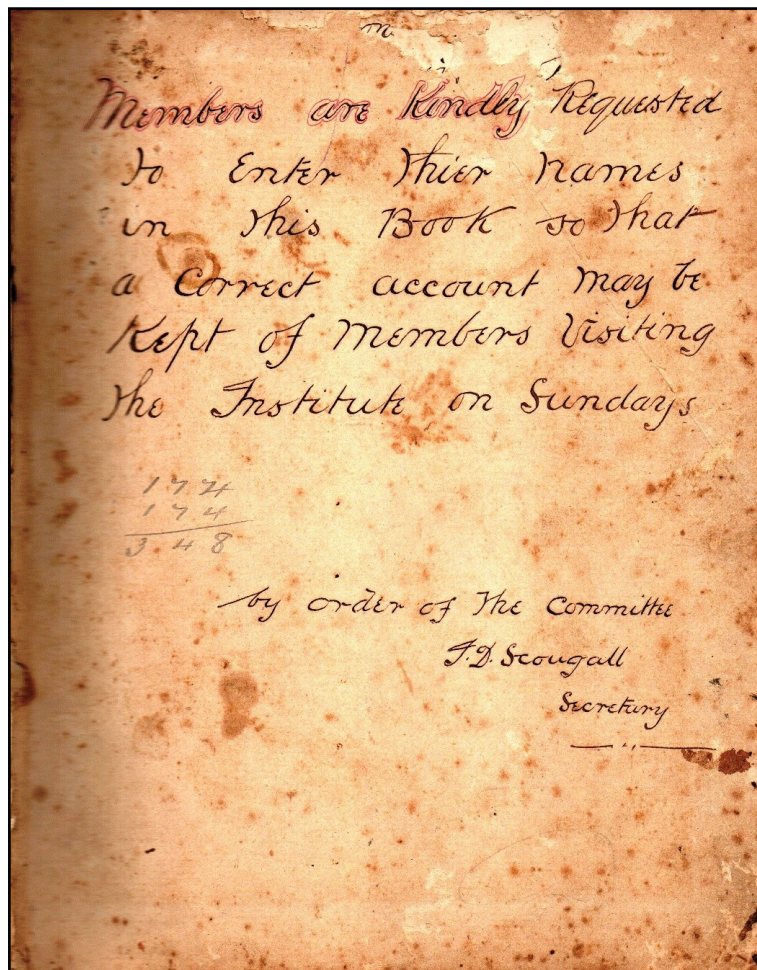 m
Members are Kindly Requested
to Enter thier names
in this Book so that
a correct account may be
Kept of Members Visiting
the Institute on Sundays
174
174
348
by order of the Committee
J.D. Scougall
Secretary